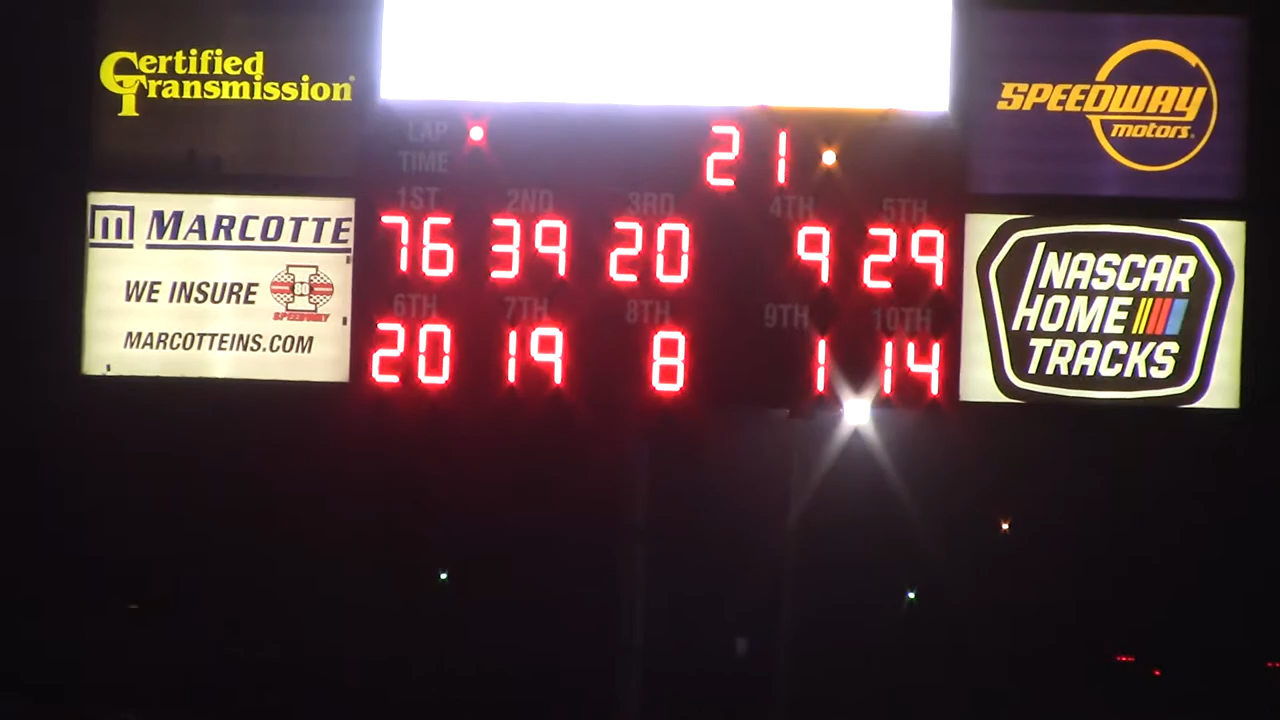 Certified
Transmission
SPEEDWAY
motors.
LAP
TIME
21
1ST 2ND 3RD 4TH 5TH
76 39 20 9 29
6TH 7TH 8TH 9TH 10TH
20 19 8 1 14
MARCOTTE
WE INSURE
80
SPEEDWAY
MARCOTTEINS.COM
NASCAR
HOME
TRACKS